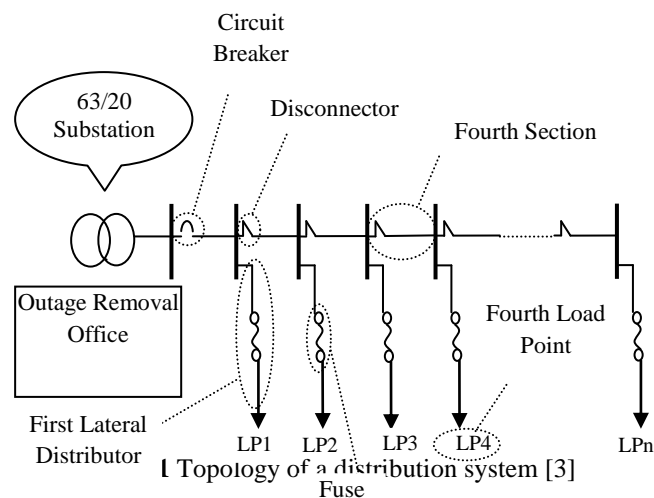 Circuit
Breaker
63/20
Substation
Disconnector
Fourth Section
Outage Removal
Office
Fourth Load
Point
First Lateral
Distributor
LP1
LP2
LP3
LP4
LPn
Topology of a distribution system [3]
Fuse